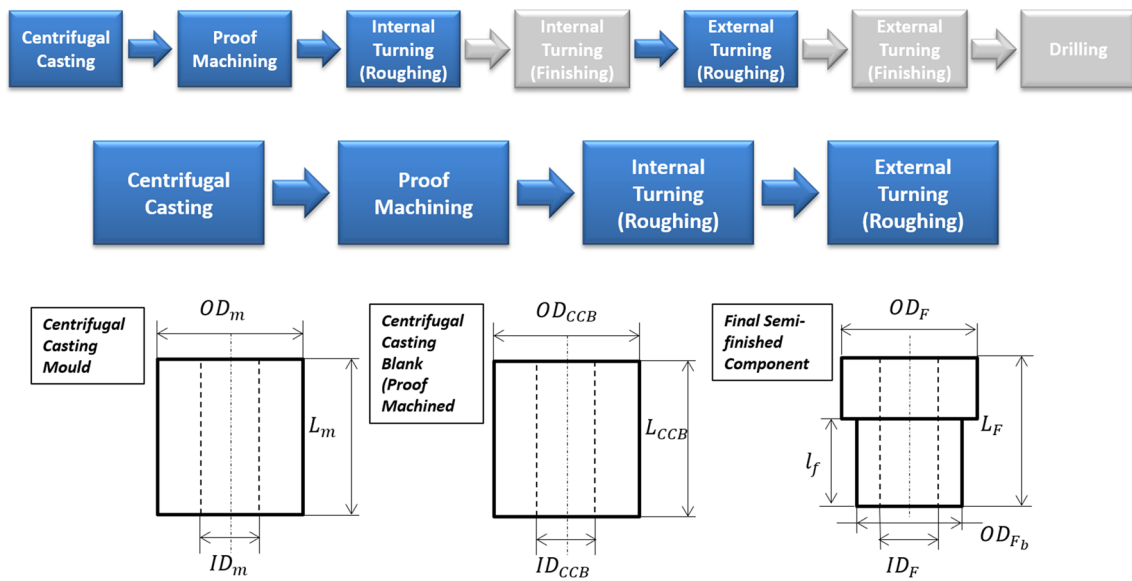 Centrifugal
Casting
Proof
Machining
Internal
Turning
(Roughing)
Internal
Turning
(Finishing)
External
Turning
(Roughing)
External
Turning
(Finishing)
Drilling
Centrifugal
Casting
Proof
Machining
Internal
Turning
(Roughing)
External
Turning
(Roughing)
Centrifugal
Casting
Mould
OD_m
L_m
ID_m
Centrifugal
Casting
Blank
(Proof
Machined
OD_CCB
L_CCB
ID_CCB
Final Semi-
finished
Component
OD_F
L_F
l_f
OD_{F_b}
ID_F